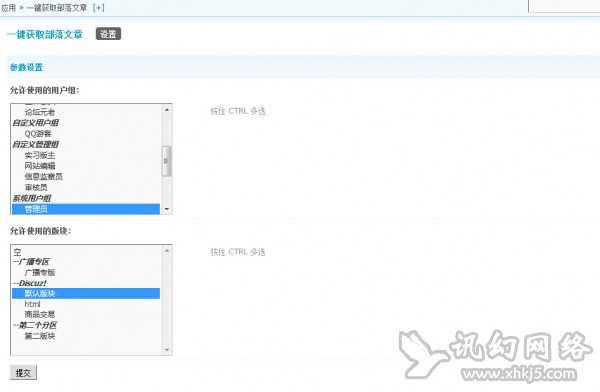 应用 » 一键获取部落文章 [+]
一键获取部落文章 设置
参数设置
允许使用的用户组:
论坛元老
按住 CTRL 多选
自定义用户组
QQ游客
自定义管理组
实习版主
网站编辑
信息监察员
审核员
系统用户组
管理员
允许使用的版块:
空
按住 CTRL 多选
--广播专区
广播专版
--Discuz!
默认版块
html
商品交易
--第二个分区
第二版块
提交
讯幻网络
www.xhkj5.com